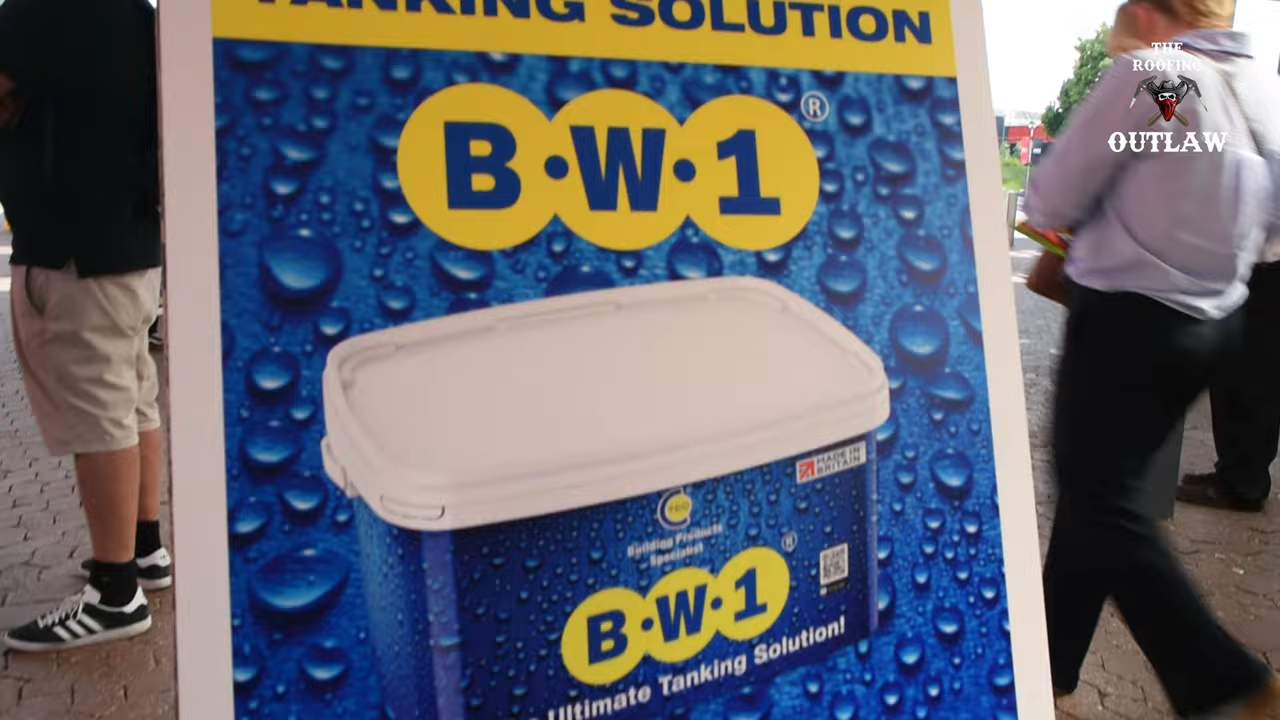 TANKING SOLUTION
B·W·1®
THE
ROOFING
OUTLAW
MADE IN
BRITAIN
Building Products
Specialist
B·W·1®
Ultimate Tanking Solution!